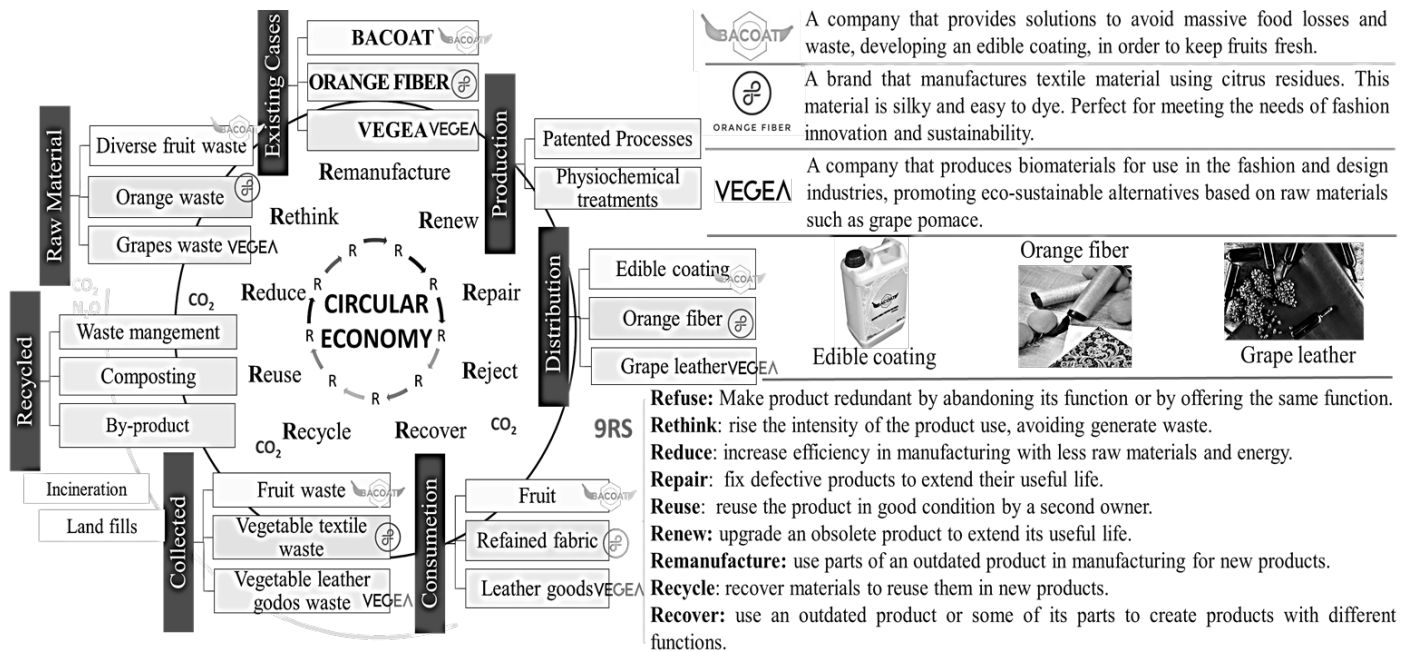 Existing Cases
BACOAT BACOAT
ORANGE FIBER
VEGEA VEGEA
Raw Material
BACOAT
Diverse fruit waste
Orange waste
Grapes waste VEGEA
Production
Patented Processes
Physiochemical
treatments
Remanufacture
Rethink
Renew
Reduce
Repair
Reuse
Reject
Recycle
Recover
R
R
R
R
R
R
R
R
R
CIRCULAR
ECONOMY
Distribution
Edible coating
BACOAT
Orange fiber
Grape leather VEGEA
CO₂
N₂O
CO₂
CO₂
CO₂
Recycled
Waste mangement
Composting
By-product
Incineration
Land fills
Collected
Fruit waste BACOAT
Vegetable textile
waste
Vegetable leather
godos waste VEGEA
Consumetion
Fruit BACOAT
Refained fabric
Leather goods VEGEA
BACOAT
A company that provides solutions to avoid massive food losses and
waste, developing an edible coating, in order to keep fruits fresh.
ORANGE FIBER
A brand that manufactures textile material using citrus residues. This
material is silky and easy to dye. Perfect for meeting the needs of fashion
innovation and sustainability.
VEGEA
A company that produces biomaterials for use in the fashion and design
industries, promoting eco-sustainable alternatives based on raw materials
such as grape pomace.
BACOAT
Edible coating
Orange fiber
Grape leather
9RS
Refuse: Make product redundant by abandoning its function or by offering the same function.
Rethink: rise the intensity of the product use, avoiding generate waste.
Reduce: increase efficiency in manufacturing with less raw materials and energy.
Repair: fix defective products to extend their useful life.
Reuse: reuse the product in good condition by a second owner.
Renew: upgrade an obsolete product to extend its useful life.
Remanufacture: use parts of an outdated product in manufacturing for new products.
Recycle: recover materials to reuse them in new products.
Recover: use an outdated product or some of its parts to create products with different
functions.